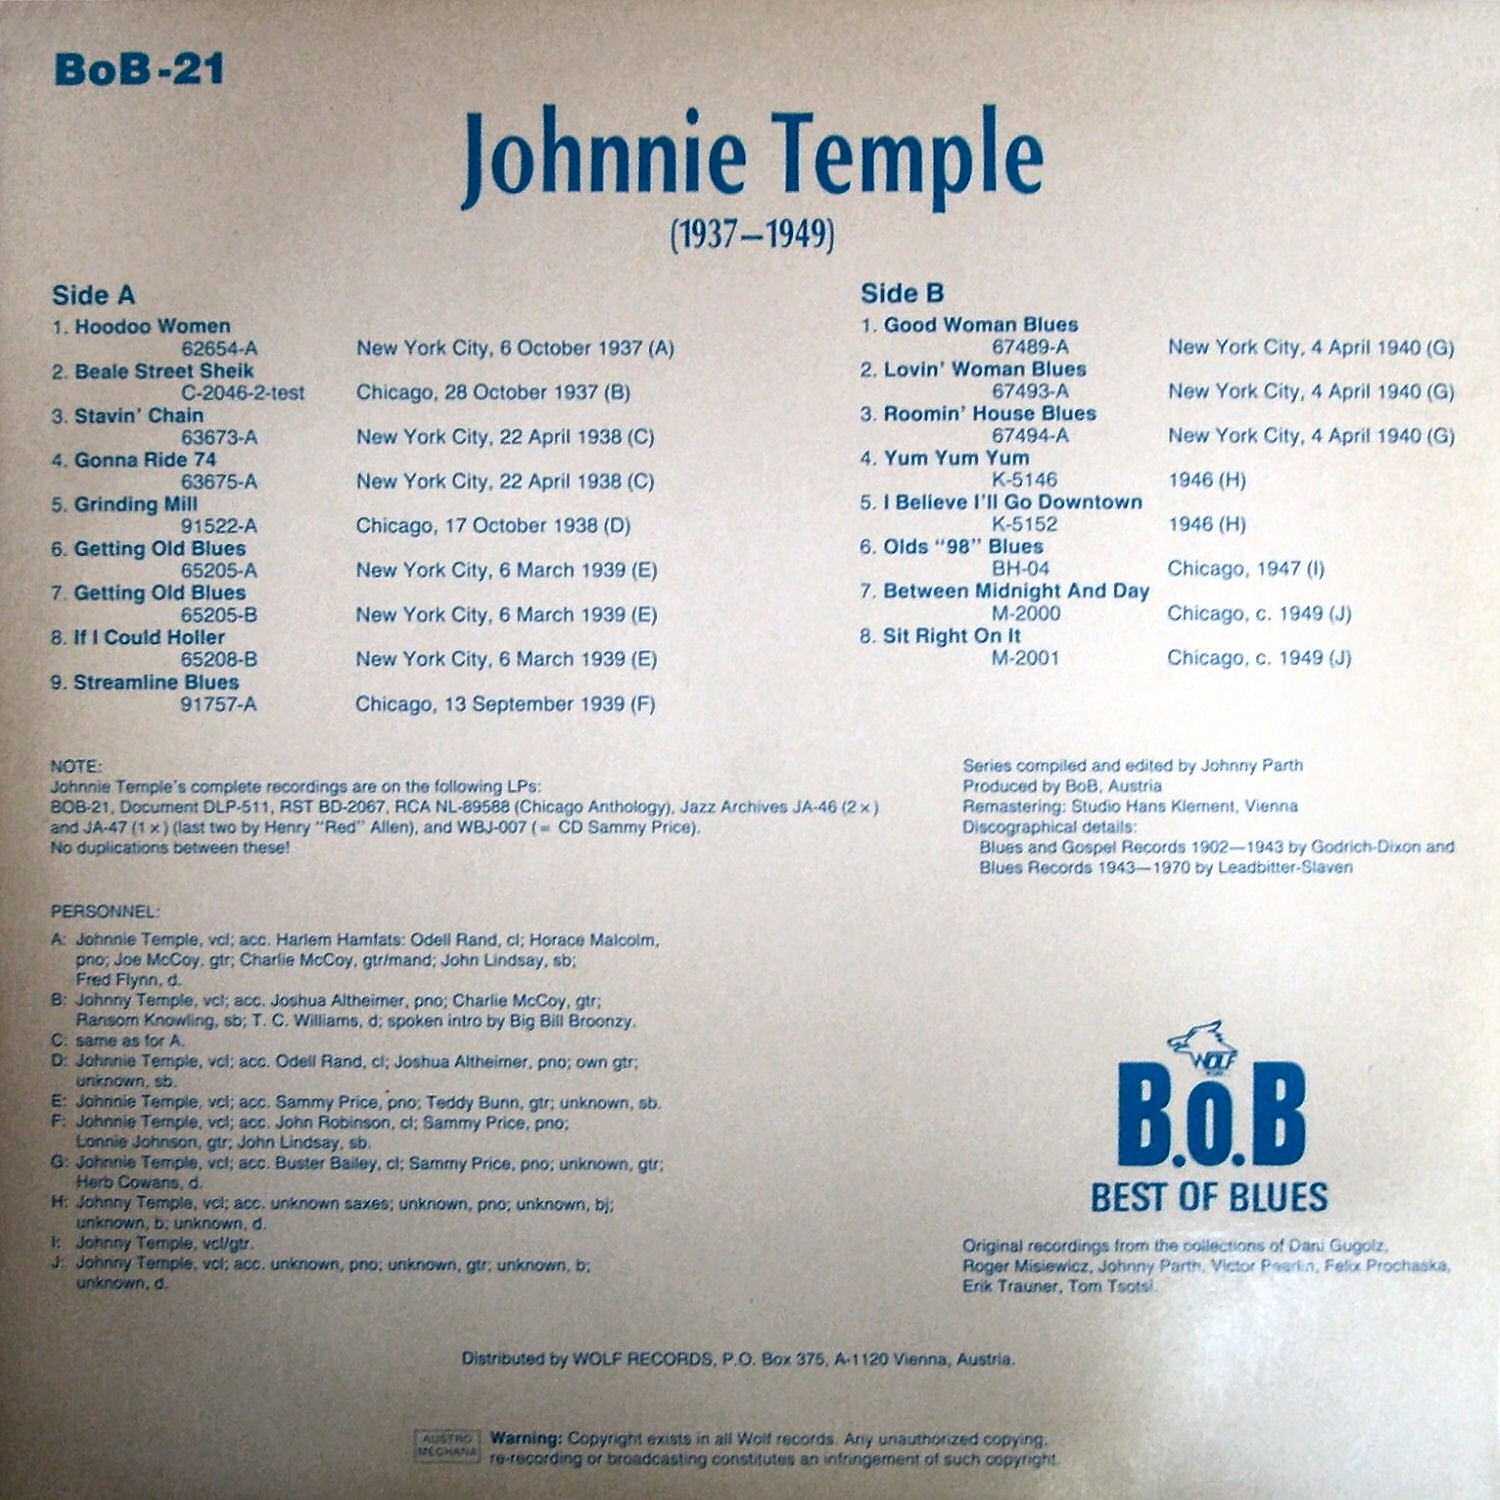 BoB-21
Johnnie Temple
(1937—1949)
Side A
1. Hoodoo Women
62654-A New York City, 6 October 1937 (A)
2. Beale Street Sheik
C-2046-2-test Chicago, 28 October 1937 (B)
3. Stavin' Chain
63673-A New York City, 22 April 1938 (C)
4. Gonna Ride 74
63675-A New York City, 22 April 1938 (C)
5. Grinding Mill
91522-A Chicago, 17 October 1938 (D)
6. Getting Old Blues
65205-A New York City, 6 March 1939 (E)
7. Getting Old Blues
65205-B New York City, 6 March 1939 (E)
8. If I Could Holler
65208-B New York City, 6 March 1939 (E)
9. Streamline Blues
91757-A Chicago, 13 September 1939 (F)
Side B
1. Good Woman Blues
67489-A New York City, 4 April 1940 (G)
2. Lovin' Woman Blues
67493-A New York City, 4 April 1940 (G)
3. Roomin' House Blues
67494-A New York City, 4 April 1940 (G)
4. Yum Yum Yum
K-5146 1946 (H)
5. I Believe I'll Go Downtown
K-5152 1946 (H)
6. Olds "98" Blues
BH-04 Chicago, 1947 (I)
7. Between Midnight And Day
M-2000 Chicago, c. 1949 (J)
8. Sit Right On It
M-2001 Chicago, c. 1949 (J)
NOTE:
Johnnie Temple's complete recordings are on the following LPs:
BOB-21, Document DLP-511, RST BD-2067, RCA NL-89588 (Chicago Anthology), Jazz Archives JA-46 (2×)
and JA-47 (1×) (last two by Henry "Red" Allen), and WBJ-007 (= CD Sammy Price).
No duplications between these!
Series compiled and edited by Johnny Parth
Produced by BoB, Austria
Remastering: Studio Hans Klement, Vienna
Discographical details:
Blues and Gospel Records 1902—1943 by Godrich-Dixon and
Blues Records 1943—1970 by Leadbitter-Slaven
PERSONNEL:
A: Johnnie Temple, vcl; acc. Harlem Hamfats: Odell Rand, cl; Horace Malcolm,
pno; Joe McCoy, gtr; Charlie McCoy, gtr/mand; John Lindsay, sb;
Fred Flynn, d.
B: Johnny Temple, vcl; acc. Joshua Altheimer, pno; Charlie McCoy, gtr;
Ransom Knowling, sb; T. C. Williams, d; spoken intro by Big Bill Broonzy.
C: same as for A.
D: Johnnie Temple, vcl; acc. Odell Rand, cl; Joshua Altheimer, pno; own gtr;
unknown, sb.
E: Johnnie Temple, vcl; acc. Sammy Price, pno; Teddy Bunn, gtr; unknown, sb.
F: Johnnie Temple, vcl; acc. John Robinson, cl; Sammy Price, pno;
Lonnie Johnson, gtr; John Lindsay, sb.
G: Johnnie Temple, vcl; acc. Buster Bailey, cl; Sammy Price, pno; unknown, gtr;
Herb Cowans, d.
H: Johnny Temple, vcl; acc. unknown saxes; unknown, pno; unknown, bj;
unknown, b; unknown, d.
I: Johnny Temple, vcl/gtr.
J: Johnny Temple, vcl; acc. unknown, pno; unknown, gtr; unknown, b;
unknown, d.
WOLF
B.o.B
BEST OF BLUES
Original recordings from the collections of Dani Gugolz,
Roger Misiewicz, Johnny Parth, Victor Pearlin, Felix Prochaska,
Erik Trauner, Tom Tsotsi.
Distributed by WOLF RECORDS, P.O. Box 375, A-1120 Vienna, Austria.
AUSTRO
MECHANA
Warning: Copyright exists in all Wolf records. Any unauthorized copying,
re-recording or broadcasting constitutes an infringement of such copyright.